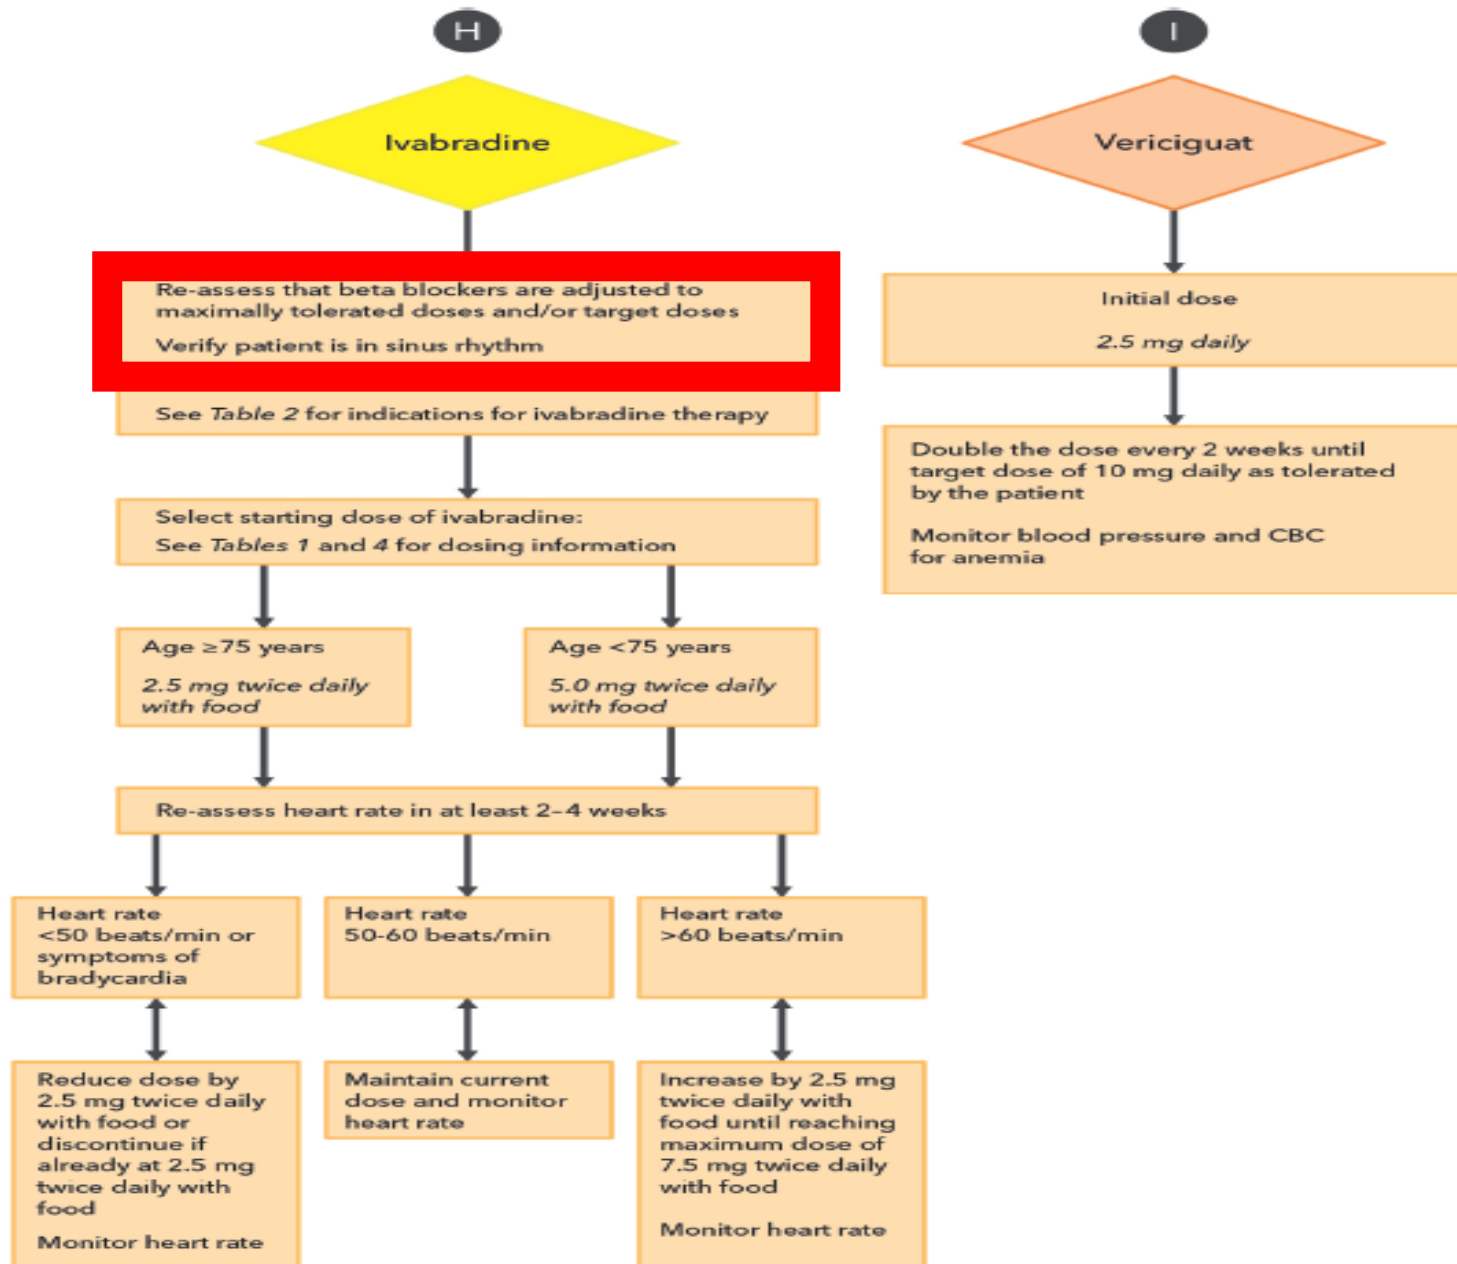 H
Ivabradine
Re-assess that beta blockers are adjusted to
maximally tolerated doses and/or target doses
Verify patient is in sinus rhythm
See Table 2 for indications for ivabradine therapy
Select starting dose of ivabradine:
See Tables 1 and 4 for dosing information
Age ≥75 years
2.5 mg twice daily
with food
Age <75 years
5.0 mg twice daily
with food
Re-assess heart rate in at least 2–4 weeks
Heart rate
<50 beats/min or
symptoms of
bradycardia
Heart rate
50-60 beats/min
Heart rate
>60 beats/min
Reduce dose by
2.5 mg twice daily
with food or
discontinue if
already at 2.5 mg
twice daily with
food
Monitor heart rate
Maintain current
dose and monitor
heart rate
Increase by 2.5 mg
twice daily with
food until reaching
maximum dose of
7.5 mg twice daily
with food
Monitor heart rate
I
Vericiguat
Initial dose
2.5 mg daily
Double the dose every 2 weeks until
target dose of 10 mg daily as tolerated
by the patient
Monitor blood pressure and CBC
for anemia